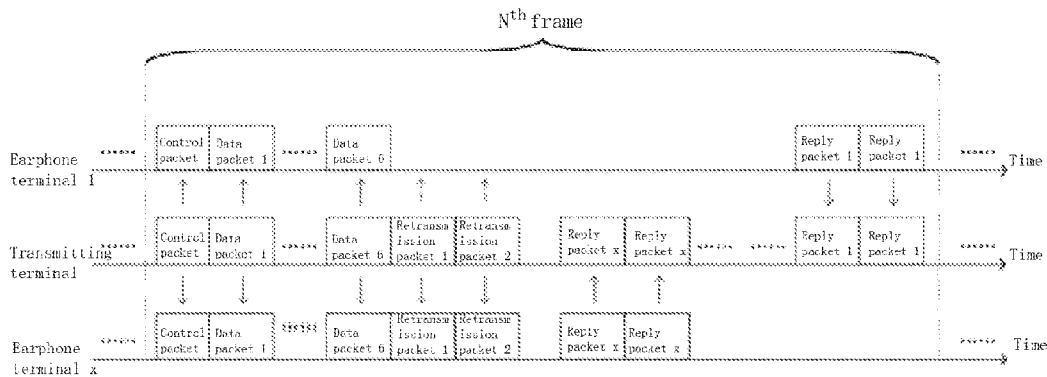 Nth frame
Control packet
Data packet 1
Data packet 6
Reply packet 1
Reply packet 1
Earphone terminal 1
Time
Control packet
Data packet 1
Data packet 6
Retransmission packet 1
Retransmission packet 2
Reply packet x
Reply packet x
Reply packet 1
Reply packet 1
Transmitting terminal
Time
Control packet
Data packet 1
Data packet 6
Retransmission packet 1
Retransmission packet 2
Reply packet x
Reply packet x
Earphone terminal x
Time